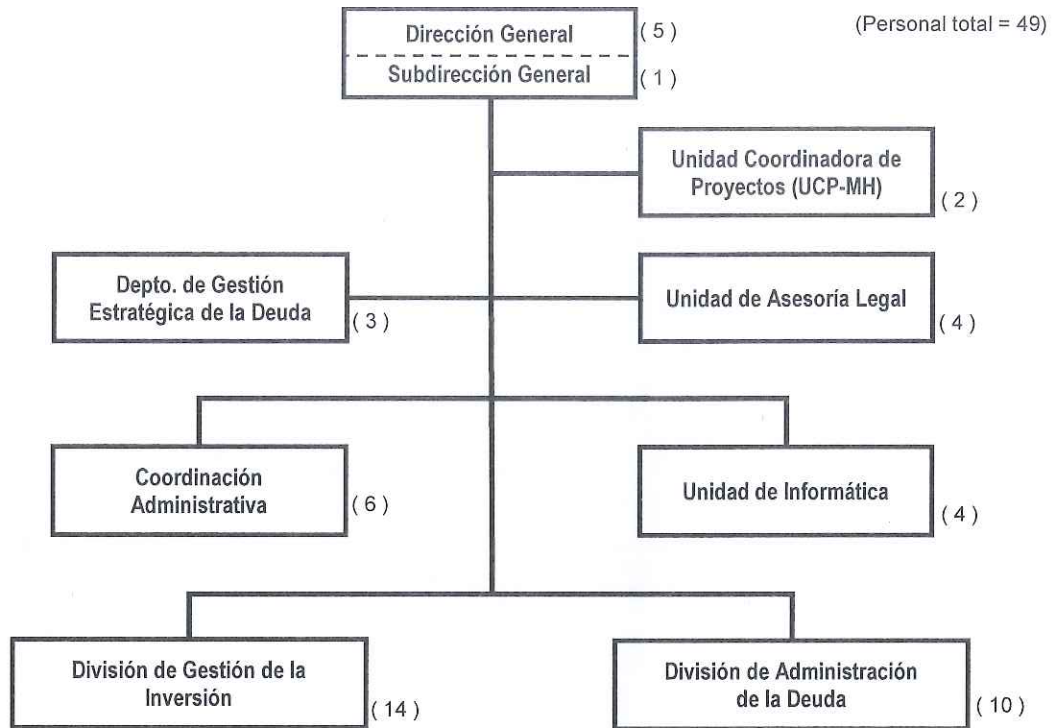 Dirección General
( 5 )
(Personal total = 49)
Subdirección General
( 1 )
Unidad Coordinadora de
Proyectos (UCP-MH)
( 2 )
Depto. de Gestión
Estratégica de la Deuda
( 3 )
Unidad de Asesoría Legal
( 4 )
Coordinación
Administrativa
( 6 )
Unidad de Informática
( 4 )
División de Gestión de la
Inversión
( 14 )
División de Administración
de la Deuda
( 10 )